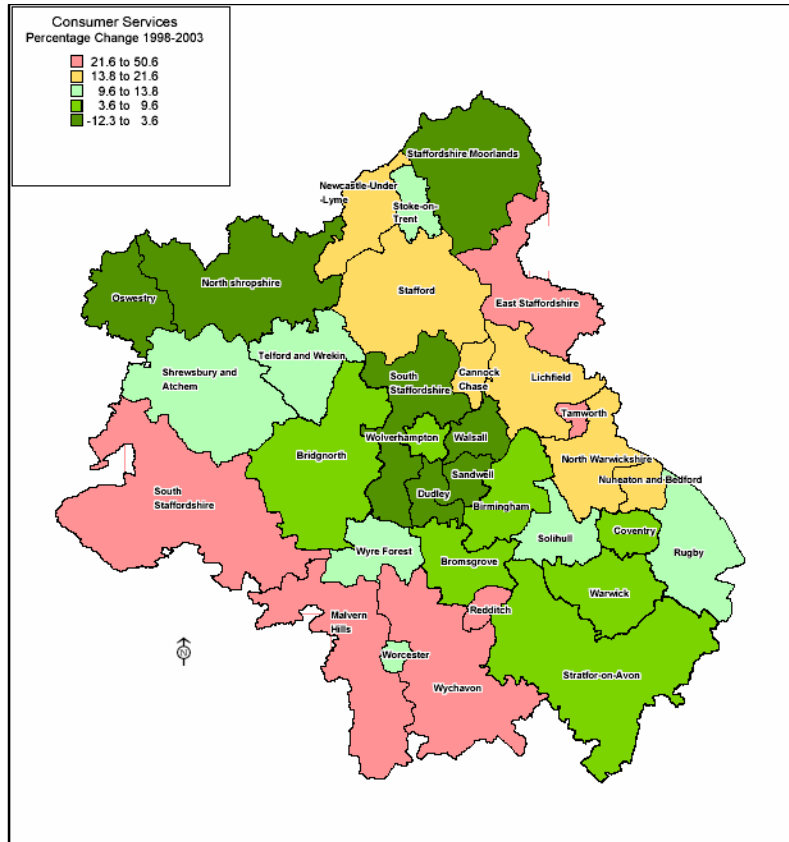 Consumer Services
Percentage Change 1998-2003
21.6 to 50.6
13.8 to 21.6
9.6 to 13.8
3.6 to 9.6
-12.3 to 3.6
Staffordshire Moorlands
Newcastle-Under
-Lyme
Stoke-on-
Trent
North shropshire
Oswestry
Stafford
East Staffordshire
Telford and Wrekin
Shrewsbury and
Atchem
South
Staffordshire
Cannock
Chase
Lichfield
Tamworth
Wolverhampton
Walsall
Bridgnorth
North Warwickshire
Sandwell
Nuheaton and Bedford
Dudley
Birmingham
South
Staffordshire
Coventry
Solihull
Rugby
Wyre Forest
Bromsgrove
Warwick
Redditch
Malvern
Hills
Worcester
N
Stratfor-on-Avon
Wychavon